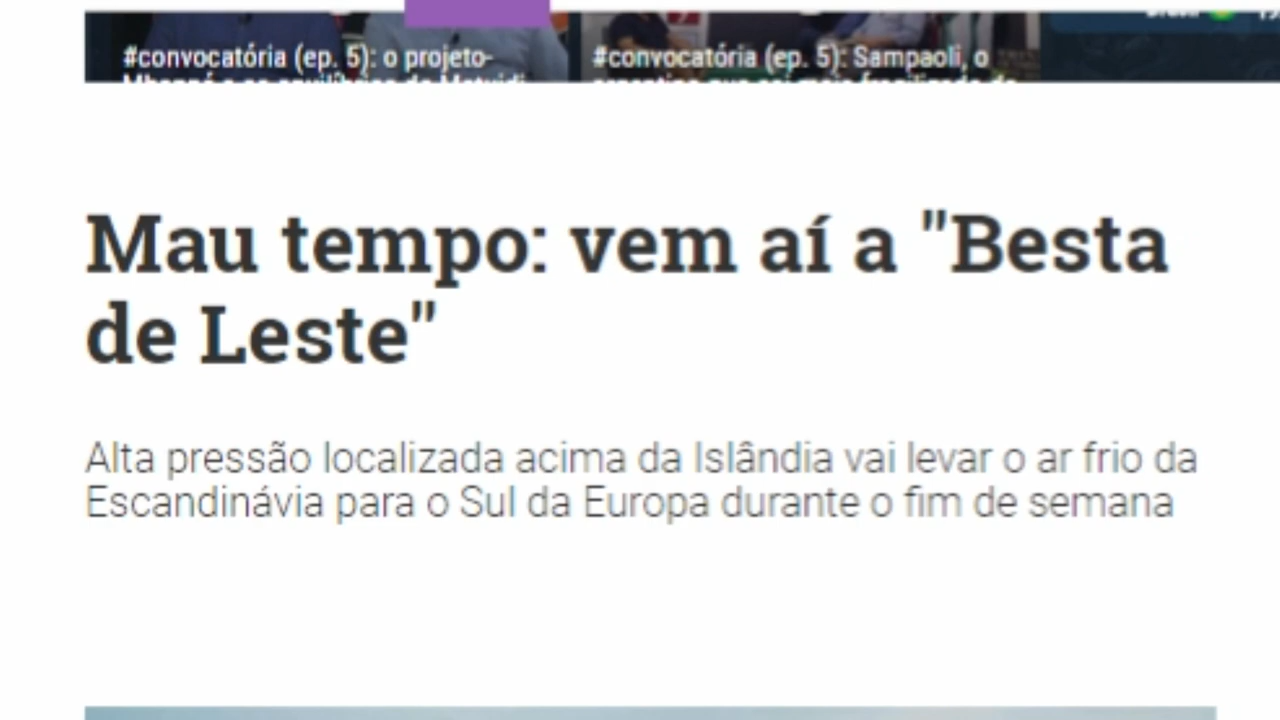 #convocatória (ep. 5): o projeto-
#convocatória (ep. 5): Sampaoli, o
Mau tempo: vem aí a "Besta
de Leste"
Alta pressão localizada acima da Islândia vai levar o ar frio da
Escandinávia para o Sul da Europa durante o fim de semana